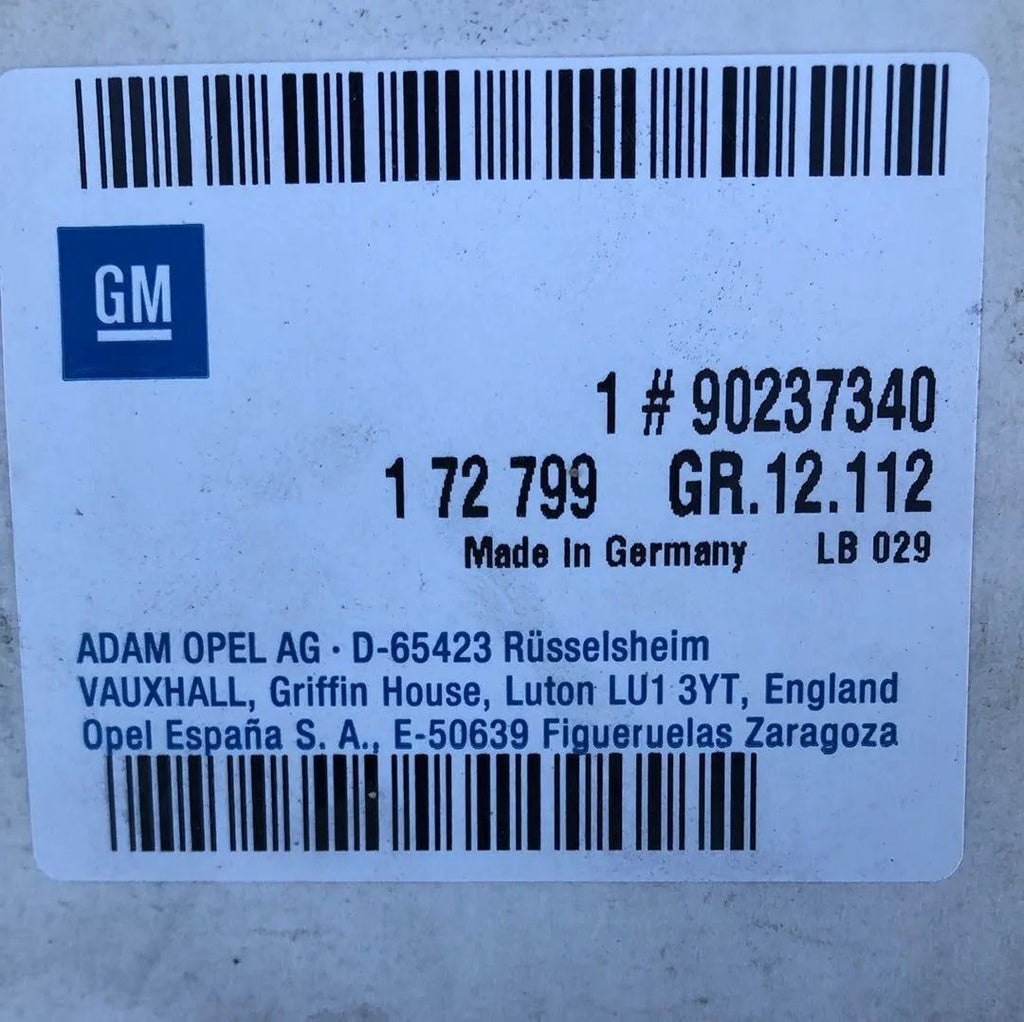 GM
1 # 90237340
1 72 799 GR.12.112
Made In Germany LB 029
ADAM OPEL AG · D-65423 Rüsselsheim
VAUXHALL, Griffin House, Luton LU1 3YT, England
Opel España S. A., E-50639 Figueruelas Zaragoza